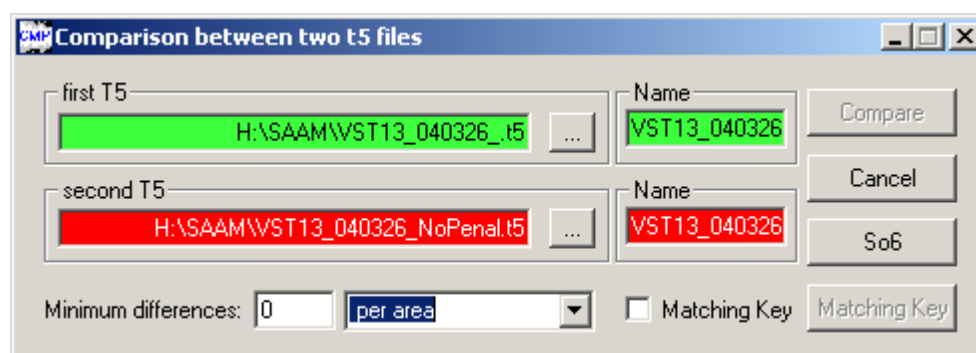 CMP Comparison between two t5 files
first T5
Name
H:\SAAM\VST13_040326_.t5
...
VST13_040326
Compare
Cancel
second T5
Name
H:\SAAM\VST13_040326_NoPenal.t5
...
VST13_040326
So6
Minimum differences: 0 per area Matching Key Matching Key